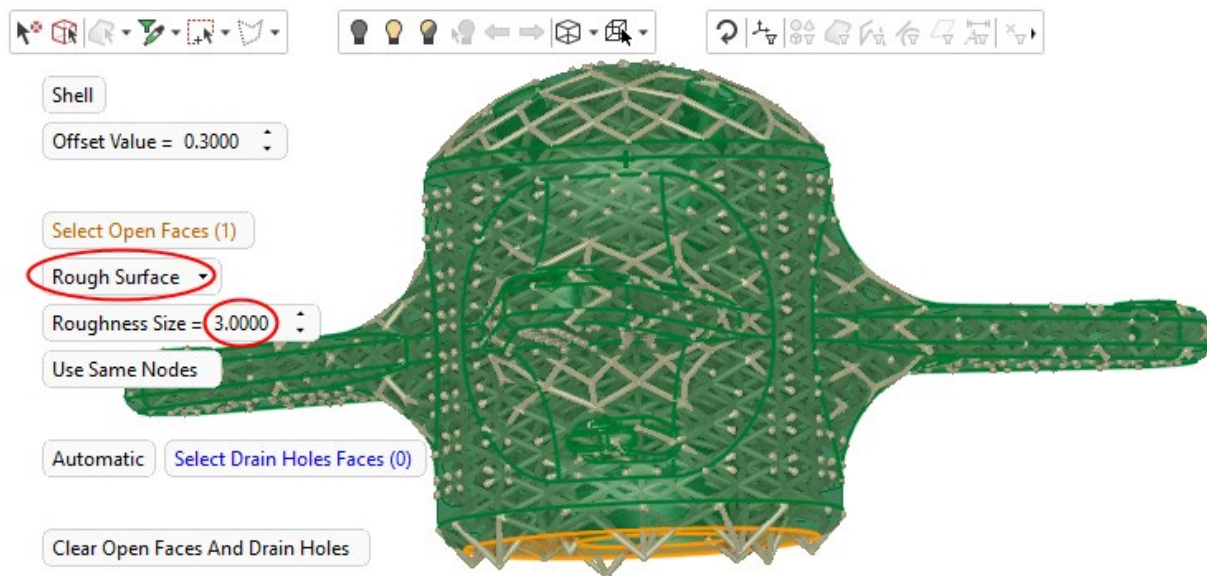 Shell
Offset Value = 0.3000
Select Open Faces (1)
Rough Surface
Roughness Size = 3.0000
Use Same Nodes
Automatic Select Drain Holes Faces (0)
Clear Open Faces And Drain Holes